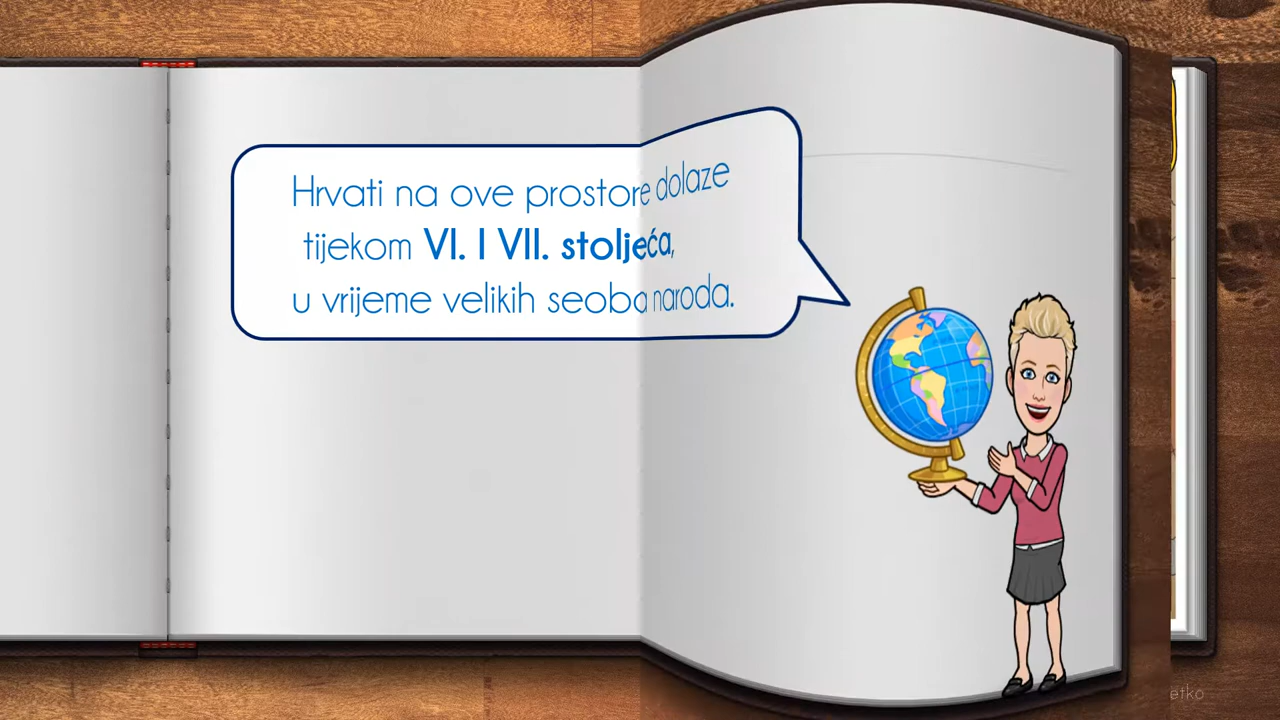 Hrvati na ove prostore dolaze
tijekom VI. I VII. stoljeća,
u vrijeme velikih seoba naroda.